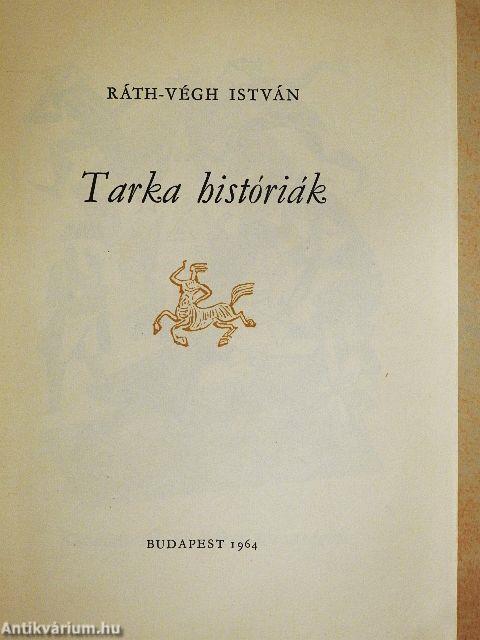 RÁTH-VÉGH ISTVÁN
Tarka históriák
BUDAPEST 1964
Antikvárium.hu